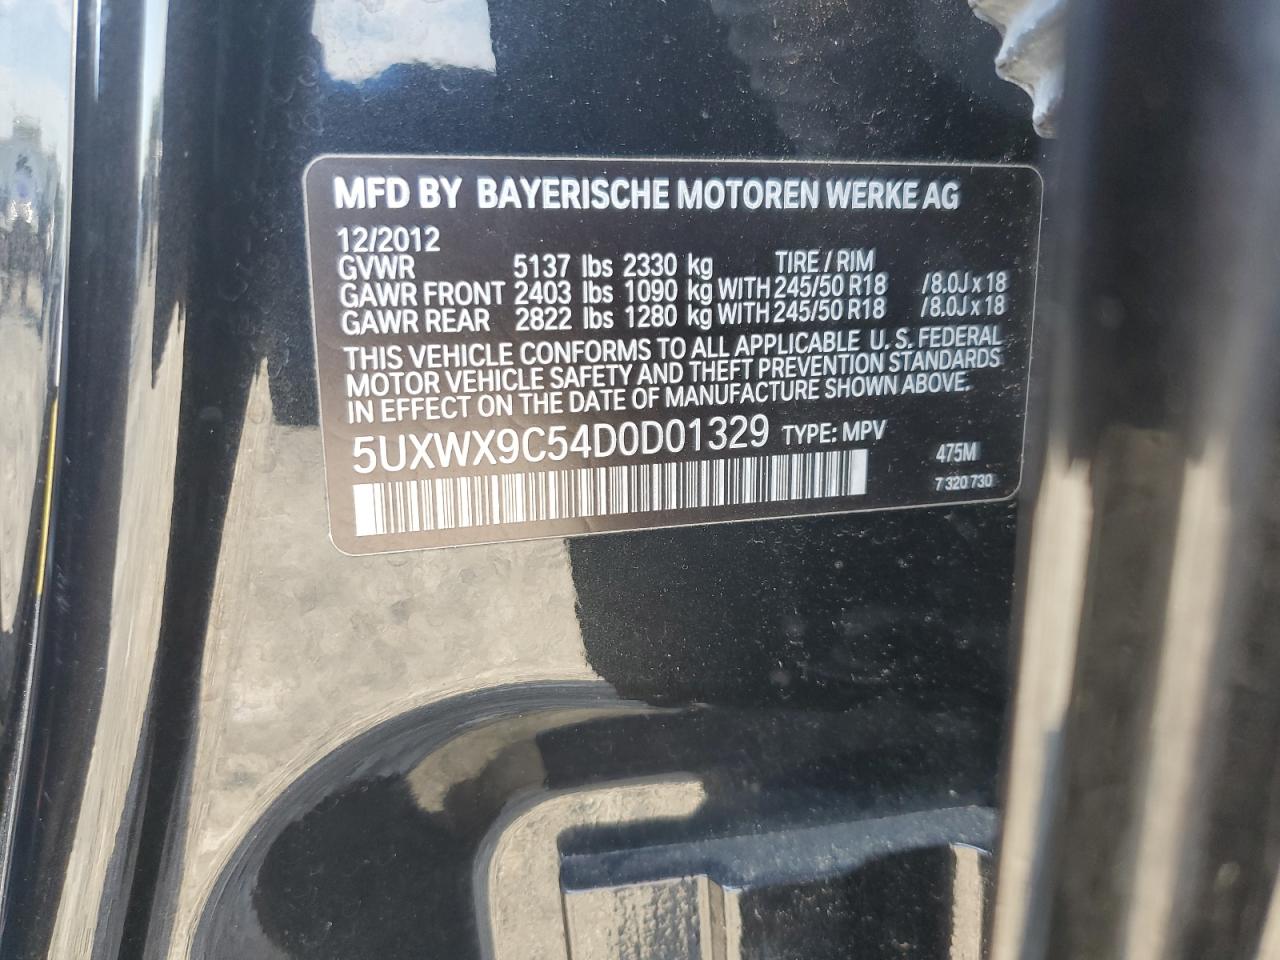 MFD BY BAYERISCHE MOTOREN WERKE AG
12/2012
GVWR 5137 lbs 2330 kg TIRE / RIM
GAWR FRONT 2403 lbs 1090 kg WITH 245/50 R18 /8.0J x 18
GAWR REAR 2822 lbs 1280 kg WITH 245/50 R18 /8.0J x 18
THIS VEHICLE CONFORMS TO ALL APPLICABLE U. S. FEDERAL
MOTOR VEHICLE SAFETY AND THEFT PREVENTION STANDARDS
IN EFFECT ON THE DATE OF MANUFACTURE SHOWN ABOVE.
5UXWX9C54D0D01329 TYPE: MPV
475M
7 320 730